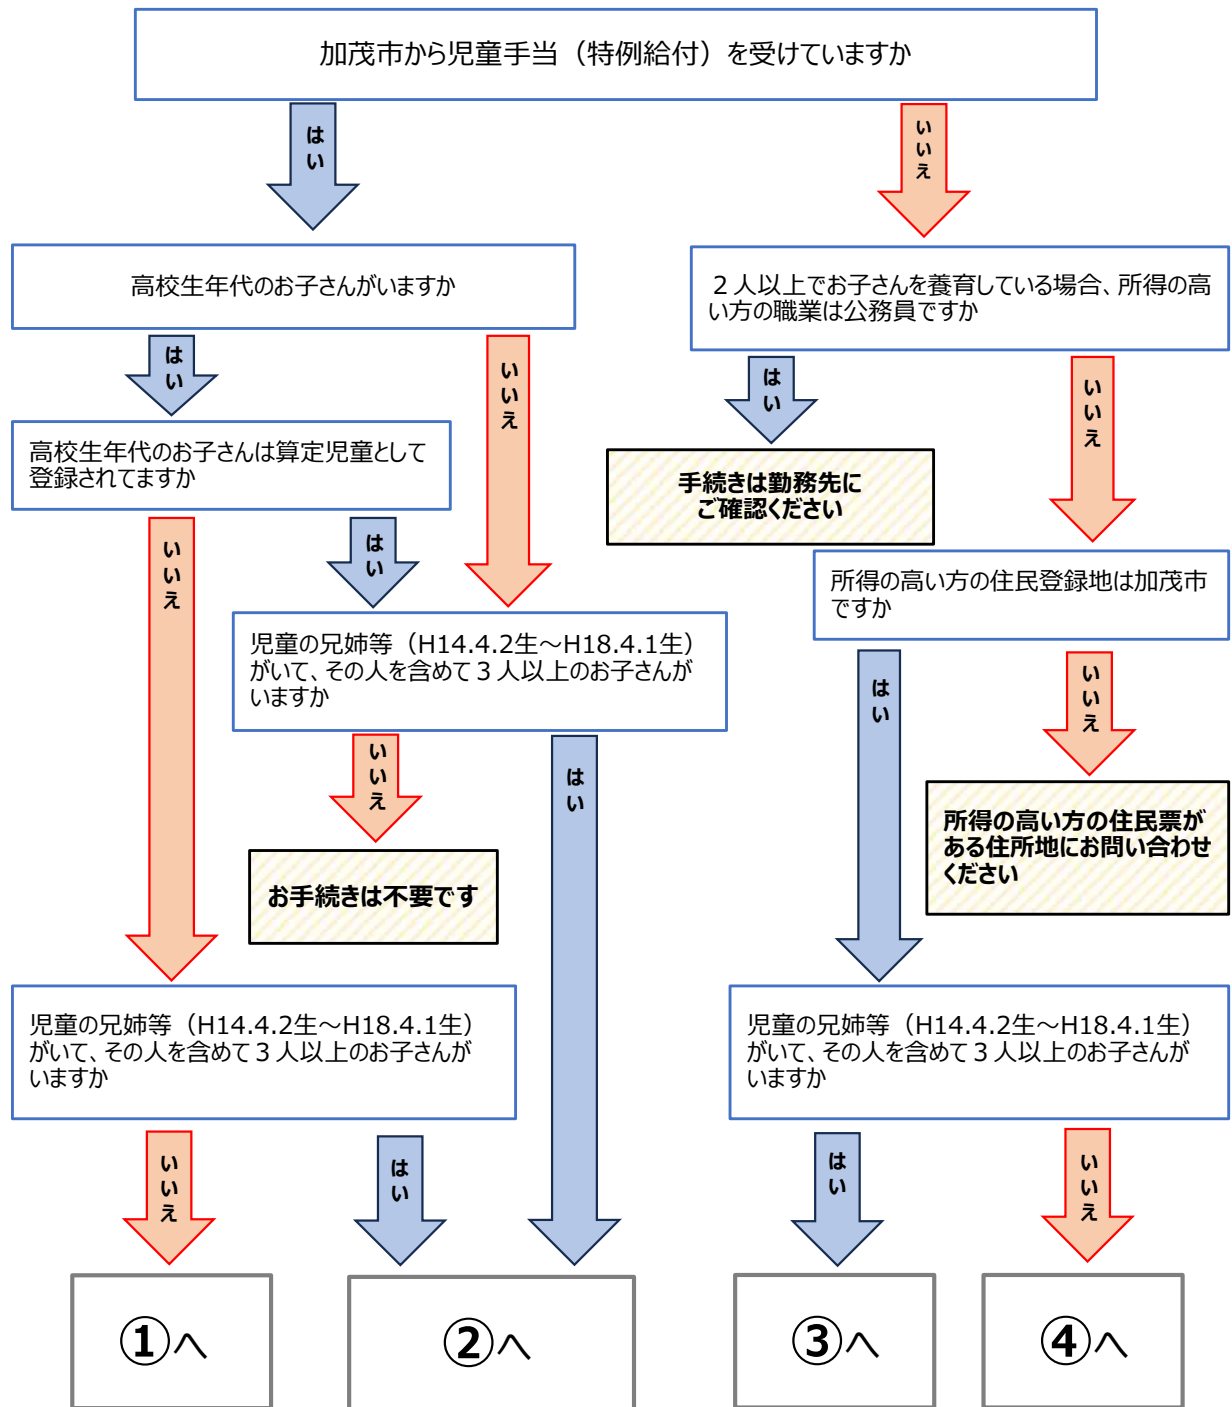 加茂市から児童手当（特例給付）を受けていますか
はい
いいえ
高校生年代のお子さんがいますか
２人以上でお子さんを養育している場合、所得の高
い方の職業は公務員ですか
はい
いいえ
はい
いいえ
高校生年代のお子さんは算定児童として
登録されてますか
手続きは勤務先に
ご確認ください
いいえ
はい
所得の高い方の住民登録地は加茂市
ですか
児童の兄姉等（H14.4.2生～H18.4.1生）
がいて、その人を含めて３人以上のお子さんが
いますか
はい
いいえ
いいえ
はい
所得の高い方の住民票が
ある住所地にお問い合わせ
ください
お手続きは不要です
児童の兄姉等（H14.4.2生～H18.4.1生）
がいて、その人を含めて３人以上のお子さんが
いますか
児童の兄姉等（H14.4.2生～H18.4.1生）
がいて、その人を含めて３人以上のお子さんが
いますか
いいえ
はい
はい
いいえ
①へ
②へ
③へ
④へ